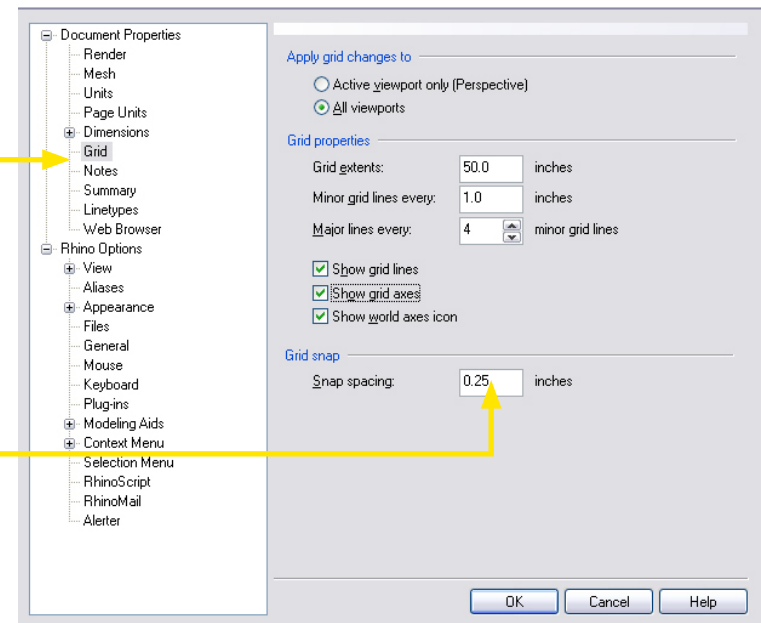 Document Properties
Render
Mesh
Units
Page Units
Dimensions
Grid
Notes
Summary
Linetypes
Web Browser
Rhino Options
View
Aliases
Appearance
Files
General
Mouse
Keyboard
Plug-ins
Modeling Aids
Context Menu
Selection Menu
RhinoScript
RhinoMail
Alerter
Apply grid changes to
Active viewport only (Perspective)
All viewports
Grid properties
Grid extents: 50.0 inches
Minor grid lines every: 1.0 inches
Major lines every: 4 minor grid lines
Show grid lines
Show grid axes
Show world axes icon
Grid snap
Snap spacing: 0.25 inches
OK Cancel Help